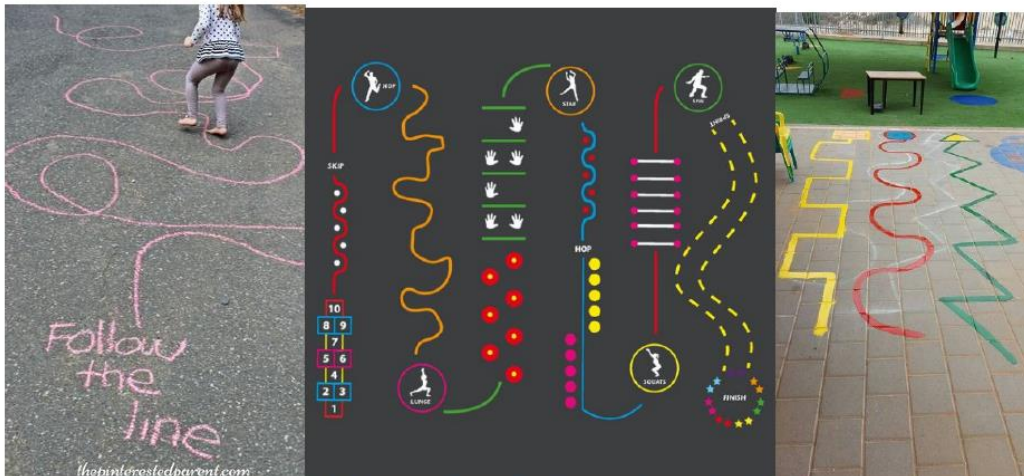 Follow
the
line
thepinterestedparent.com
HOP
SKIP
10
8 9
7
5 6
4
2 3
1
LUNGE
STAR
HOP
SQUATS
FINISH